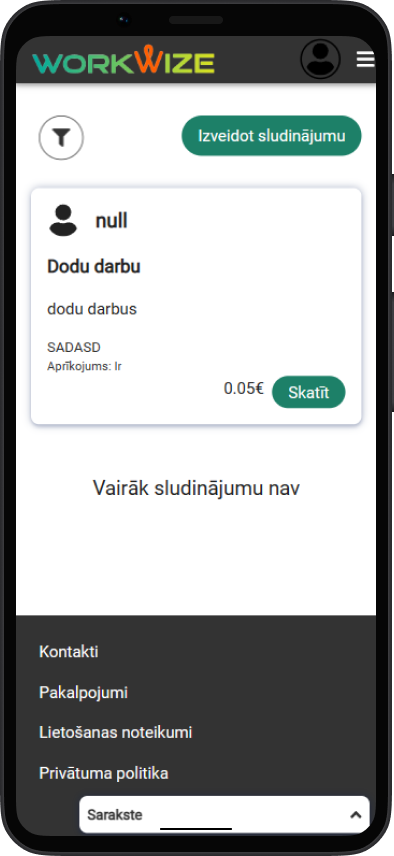 WORKWIZE
Izveidot sludinājumu
null
Dodu darbu
dodu darbus
SADASD
Aprīkojums: Ir
0.05€ Skatīt
Vairāk sludinājumu nav
Kontakti
Pakalpojumi
Lietošanas noteikumi
Privātuma politika
Sarakste